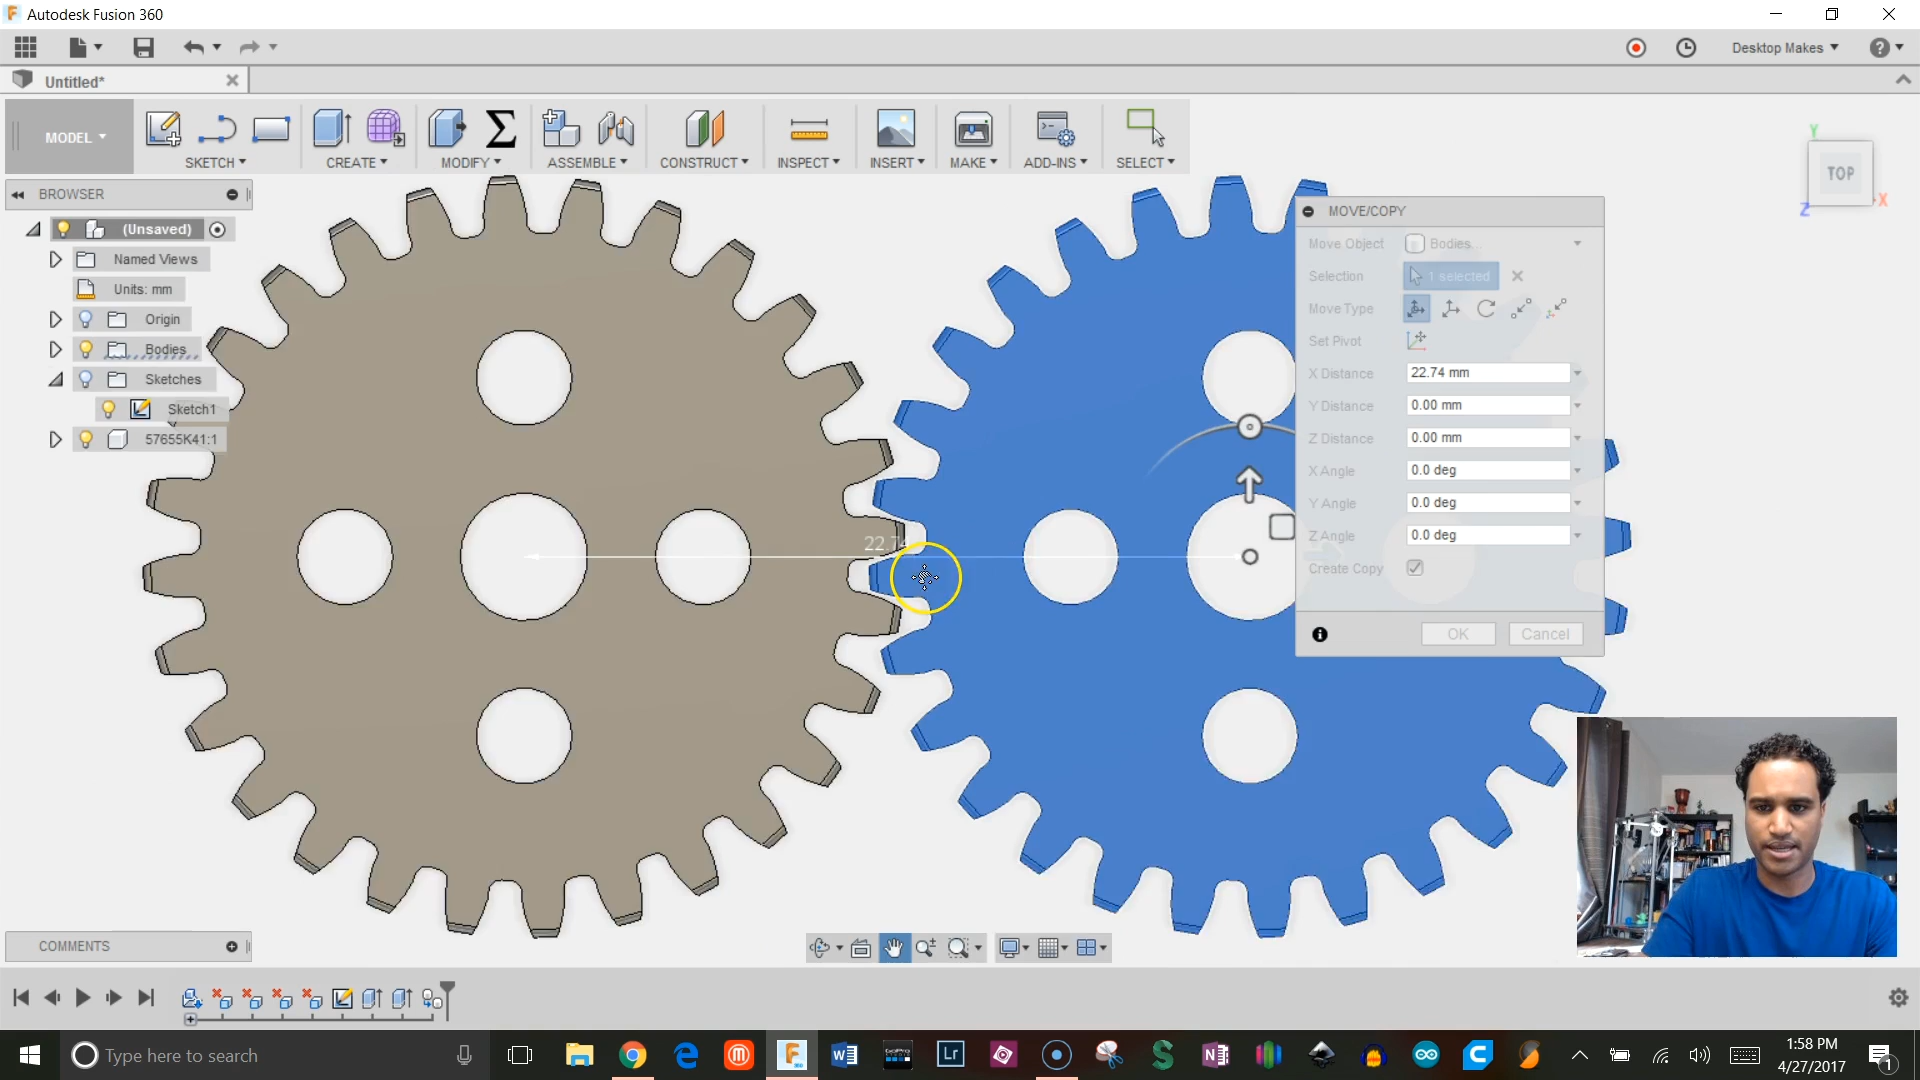 Autodesk Fusion 360
Desktop Makes
Untitled*
MODEL
SKETCH
CREATE
MODIFY
ASSEMBLE
CONSTRUCT
INSPECT
INSERT
MAKE
ADD-INS
SELECT
TOP
Y
X
Z
BROWSER
(Unsaved)
Named Views
Units: mm
Origin
Bodies
Sketches
Sketch1
57655K41:1
MOVE/COPY
Move Object Bodies...
Selection 1 selected
Move Type
Set Pivot
X Distance 22.74 mm
Y Distance 0.00 mm
Z Distance 0.00 mm
X Angle 0.0 deg
Y Angle 0.0 deg
Z Angle 0.0 deg
Create Copy
OK Cancel
22.74
COMMENTS
Type here to search
Lr
1:58 PM
4/27/2017
1